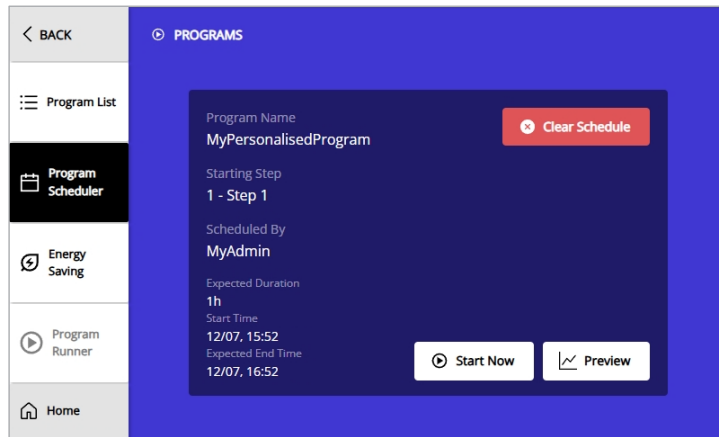 BACK
PROGRAMS
Program List
Program
Scheduler
Energy
Saving
Program
Runner
Home
Program Name
MyPersonalisedProgram
Clear Schedule
Starting Step
1 - Step 1
Scheduled By
MyAdmin
Expected Duration
1h
Start Time
12/07, 15:52
Expected End Time
12/07, 16:52
Start Now
Preview